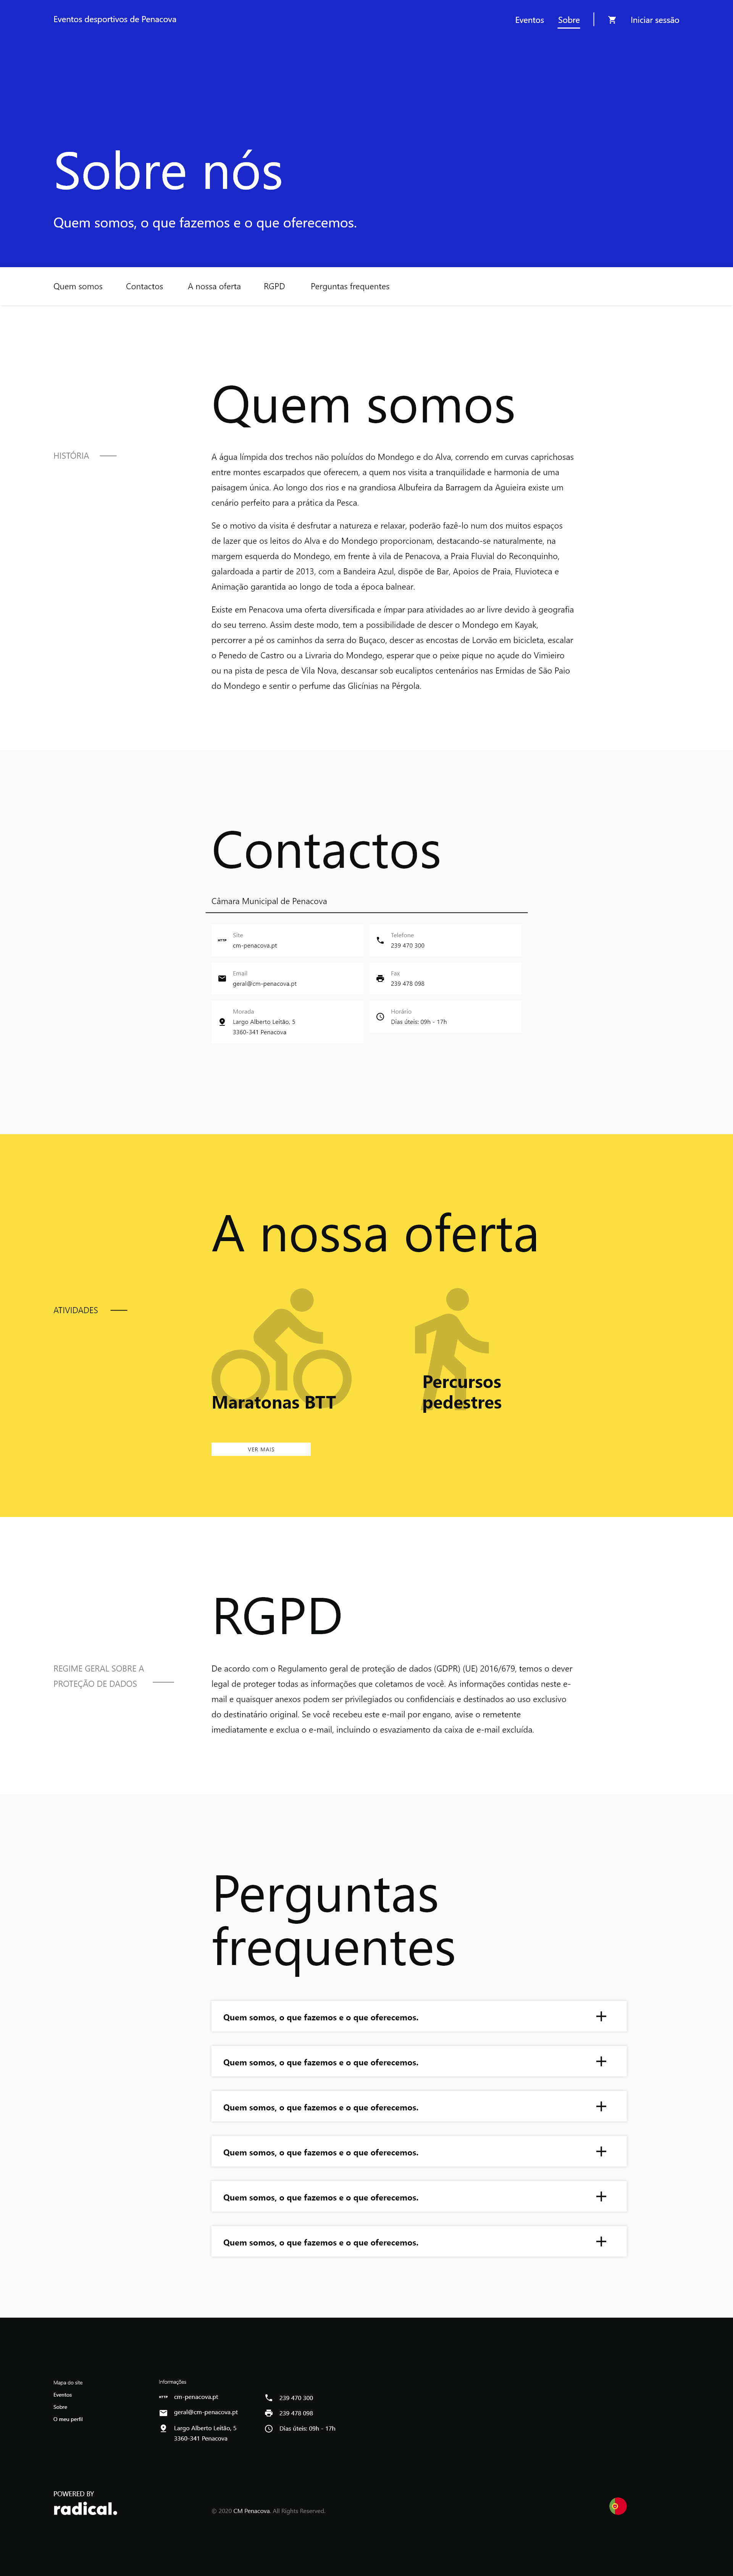 Eventos desportivos de Penacova
Eventos
Sobre
Iniciar sessão
Sobre nós
Quem somos, o que fazemos e o que oferecemos.
Quem somos
Contactos
A nossa oferta
RGPD
Perguntas frequentes
Quem somos
HISTÓRIA
A água límpida dos trechos não poluídos do Mondego e do Alva, correndo em curvas caprichosas
entre montes escarpados que oferecem, a quem nos visita a tranquilidade e harmonia de uma
paisagem única. Ao longo dos rios e na grandiosa Albufeira da Barragem da Aguieira existe um
cenário perfeito para a prática da Pesca.
Se o motivo da visita é desfrutar a natureza e relaxar, poderão fazê-lo num dos muitos espaços
de lazer que os leitos do Alva e do Mondego proporcionam, destacando-se naturalmente, na
margem esquerda do Mondego, em frente à vila de Penacova, a Praia Fluvial do Reconquinho,
galardoada a partir de 2013, com a Bandeira Azul, dispõe de Bar, Apoios de Praia, Fluvioteca e
Animação garantida ao longo de toda a época balnear.
Existe em Penacova uma oferta diversificada e ímpar para atividades ao ar livre devido à geografia
do seu terreno. Assim deste modo, tem a possibilidade de descer o Mondego em Kayak,
percorrer a pé os caminhos da serra do Buçaco, descer as encostas de Lorvão em bicicleta, escalar
o Penedo de Castro ou a Livraria do Mondego, esperar que o peixe pique no açude do Vimieiro
ou na pista de pesca de Vila Nova, descansar sob eucaliptos centenários nas Ermidas de São Paio
do Mondego e sentir o perfume das Glicínias na Pérgola.
Contactos
Câmara Municipal de Penacova
HTTP
Site
cm-penacova.pt
Telefone
239 470 300
Email
geral@cm-penacova.pt
Fax
239 478 098
Morada
Largo Alberto Leitão, 5
3360-341 Penacova
Horário
Dias úteis: 09h - 17h
A nossa oferta
ATIVIDADES
Maratonas BTT
Percursos
pedestres
VER MAIS
RGPD
REGIME GERAL SOBRE A
PROTEÇÃO DE DADOS
De acordo com o Regulamento geral de proteção de dados (GDPR) (UE) 2016/679, temos o dever
legal de proteger todas as informações que coletamos de você. As informações contidas neste e-
mail e quaisquer anexos podem ser privilegiados ou confidenciais e destinados ao uso exclusivo
do destinatário original. Se você recebeu este e-mail por engano, avise o remetente
imediatamente e exclua o e-mail, incluindo o esvaziamento da caixa de e-mail excluída.
Perguntas
frequentes
Quem somos, o que fazemos e o que oferecemos.
Quem somos, o que fazemos e o que oferecemos.
Quem somos, o que fazemos e o que oferecemos.
Quem somos, o que fazemos e o que oferecemos.
Quem somos, o que fazemos e o que oferecemos.
Quem somos, o que fazemos e o que oferecemos.
Mapa do site
Eventos
Sobre
O meu perfil
Informações
HTTP
cm-penacova.pt
geral@cm-penacova.pt
Largo Alberto Leitão, 5
3360-341 Penacova
239 470 300
239 478 098
Dias úteis: 09h - 17h
POWERED BY
radical.
© 2020 CM Penacova. All Rights Reserved.